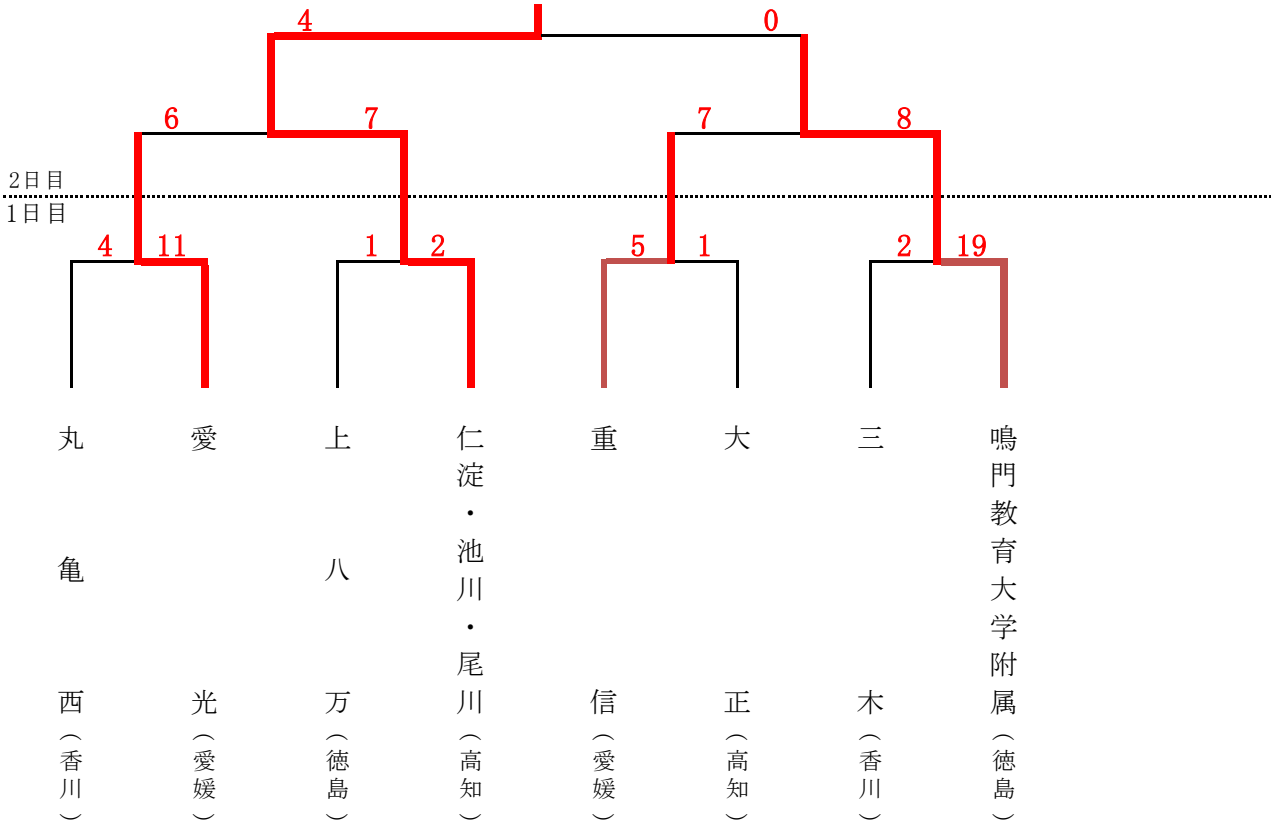 4 0
6 7 7 8
2日目
1日目
4 11 1 2 5 1 2 19
丸亀西（香川）
愛光（愛媛）
上八万（徳島）
仁淀・池川・尾川（高知）
重信（愛媛）
大正（高知）
三木（香川）
鳴門教育大学附属（徳島）